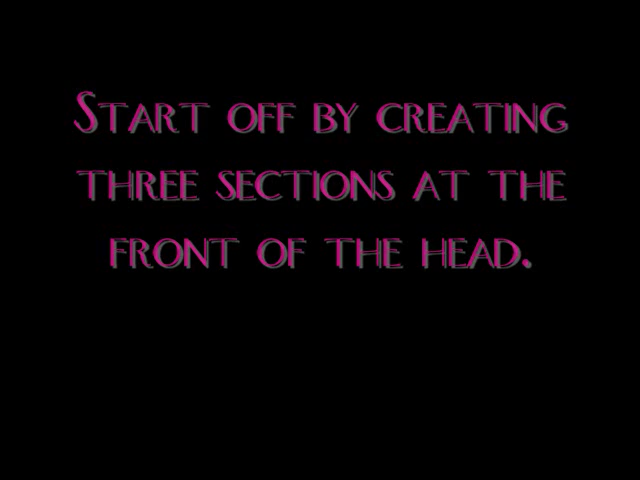 Start off by creating
three sections at the
front of the head.